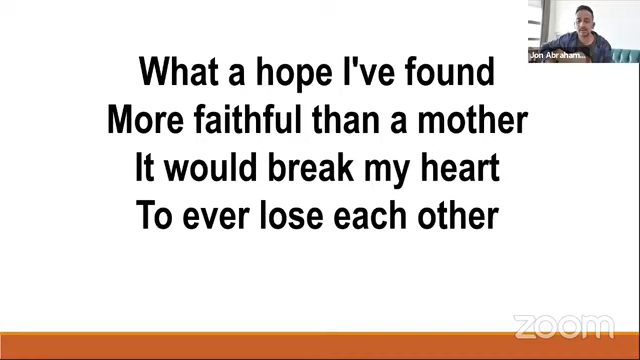 What a hope I've found
More faithful than a mother
It would break my heart
To ever lose each other
Jon Abraham...
zoom